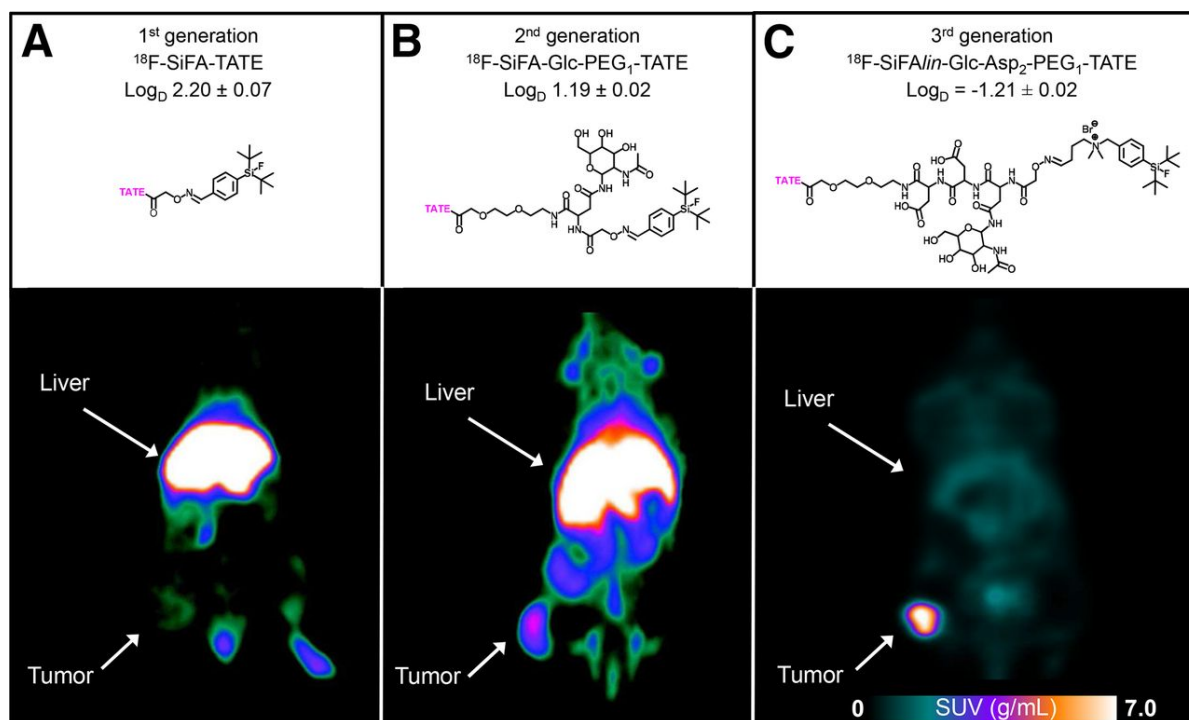 A
1st generation
18F-SiFA-TATE
LogD 2.20 ± 0.07
TATE
O
O
N
Si
F
B
2nd generation
18F-SiFA-Glc-PEG1-TATE
LogD 1.19 ± 0.02
OH
HO
OH
O
HN
O
O
NH
TATE
O
O
O
N
H
O
HN
O
O
N
Si
F
C
3rd generation
18F-SiFAlin-Glc-Asp2-PEG1-TATE
LogD = -1.21 ± 0.02
Br⊖
N⊕
Si
F
HO
O
O
TATE
O
O
O
H
N
O
O
HO
O
NH
HO
O
NH
HO
OH
O
Liver
Tumor
Liver
Tumor
Liver
Tumor
0 SUV (g/mL) 7.0